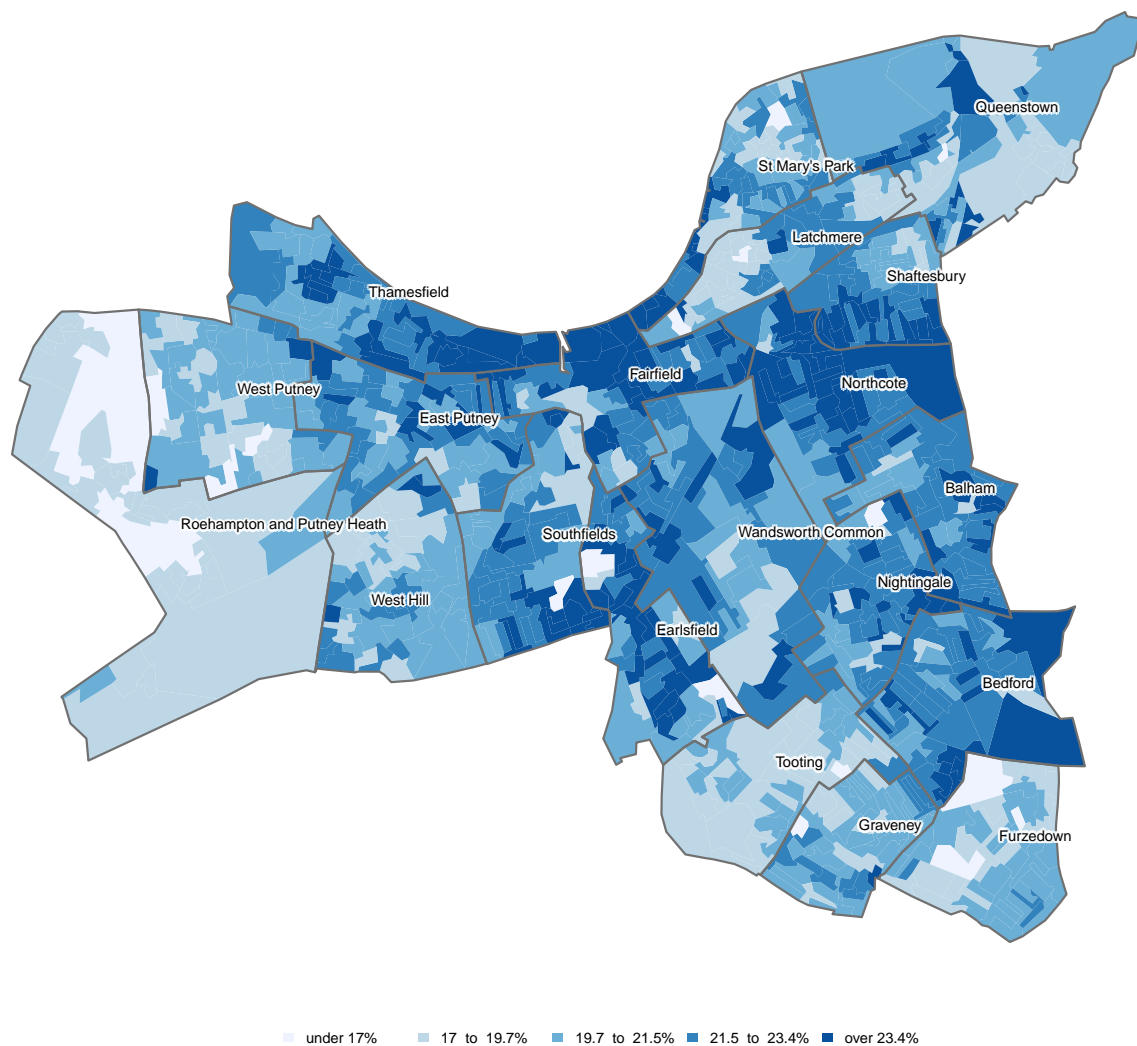 Queenstown
St Mary's Park
Latchmere
Shaftesbury
Thamesfield
Fairfield
Northcote
West Putney
East Putney
Balham
Roehampton and Putney Heath
Southfields
Wandsworth Common
Nightingale
West Hill
Earlsfield
Bedford
Tooting
Graveney
Furzedown
under 17% 17 to 19.7% 19.7 to 21.5% 21.5 to 23.4% over 23.4%